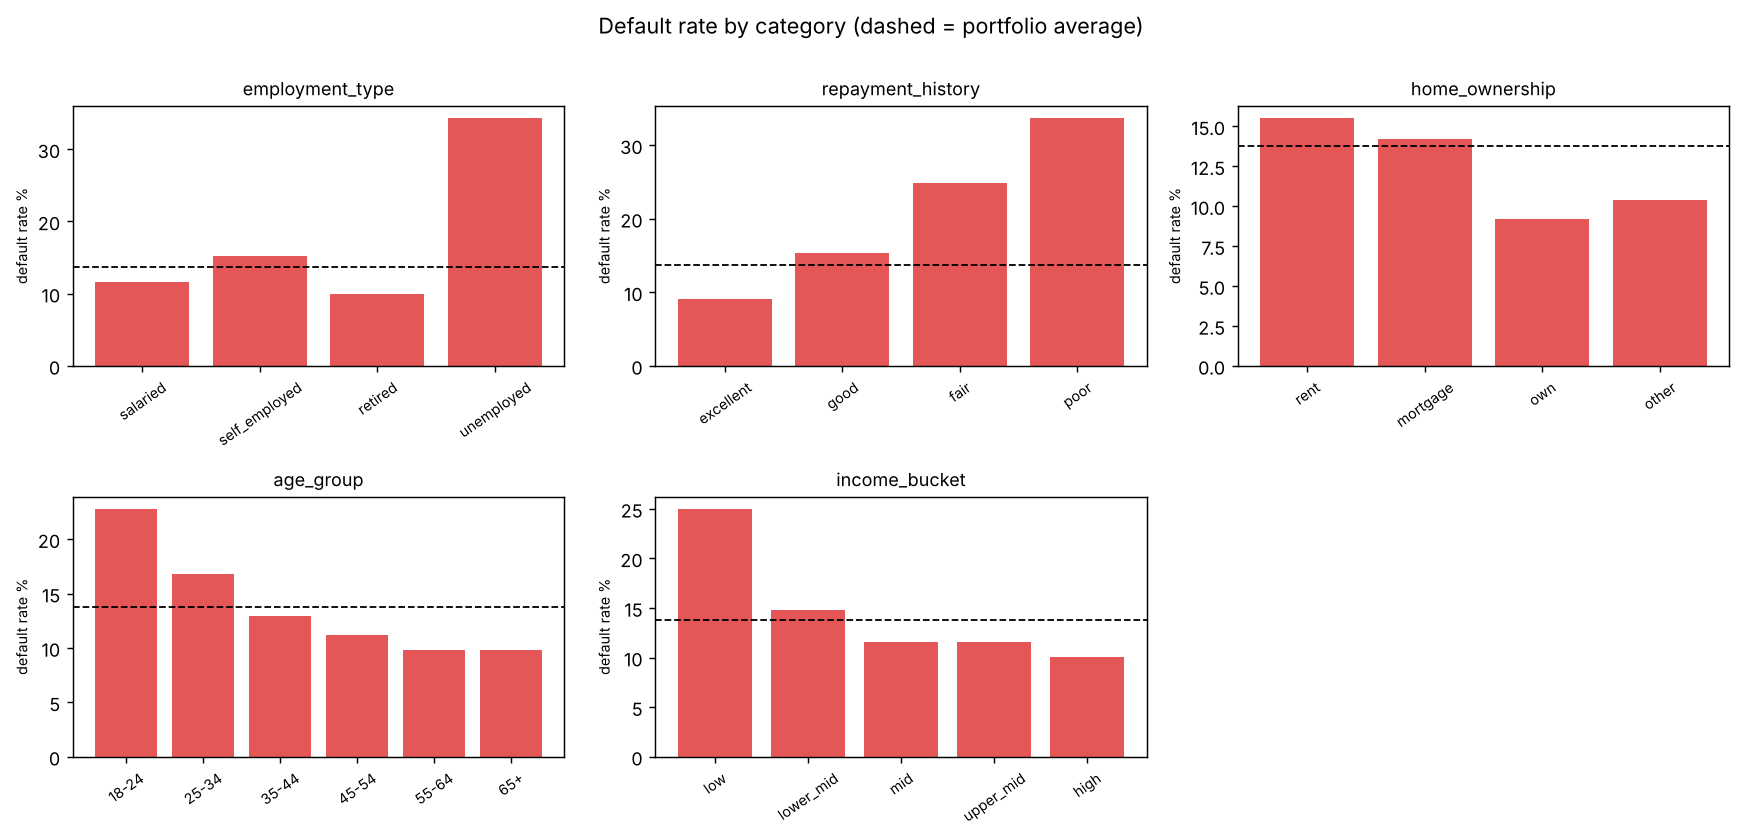 Default rate by category (dashed = portfolio average)
employment_type
default rate %
30
20
10
0
salaried
self_employed
retired
unemployed
repayment_history
default rate %
30
20
10
0
excellent
good
fair
poor
home_ownership
default rate %
15.0
12.5
10.0
7.5
5.0
2.5
0.0
rent
mortgage
own
other
age_group
default rate %
20
15
10
5
0
18-24
25-34
35-44
45-54
55-64
65+
income_bucket
default rate %
25
20
15
10
5
0
low
lower_mid
mid
upper_mid
high